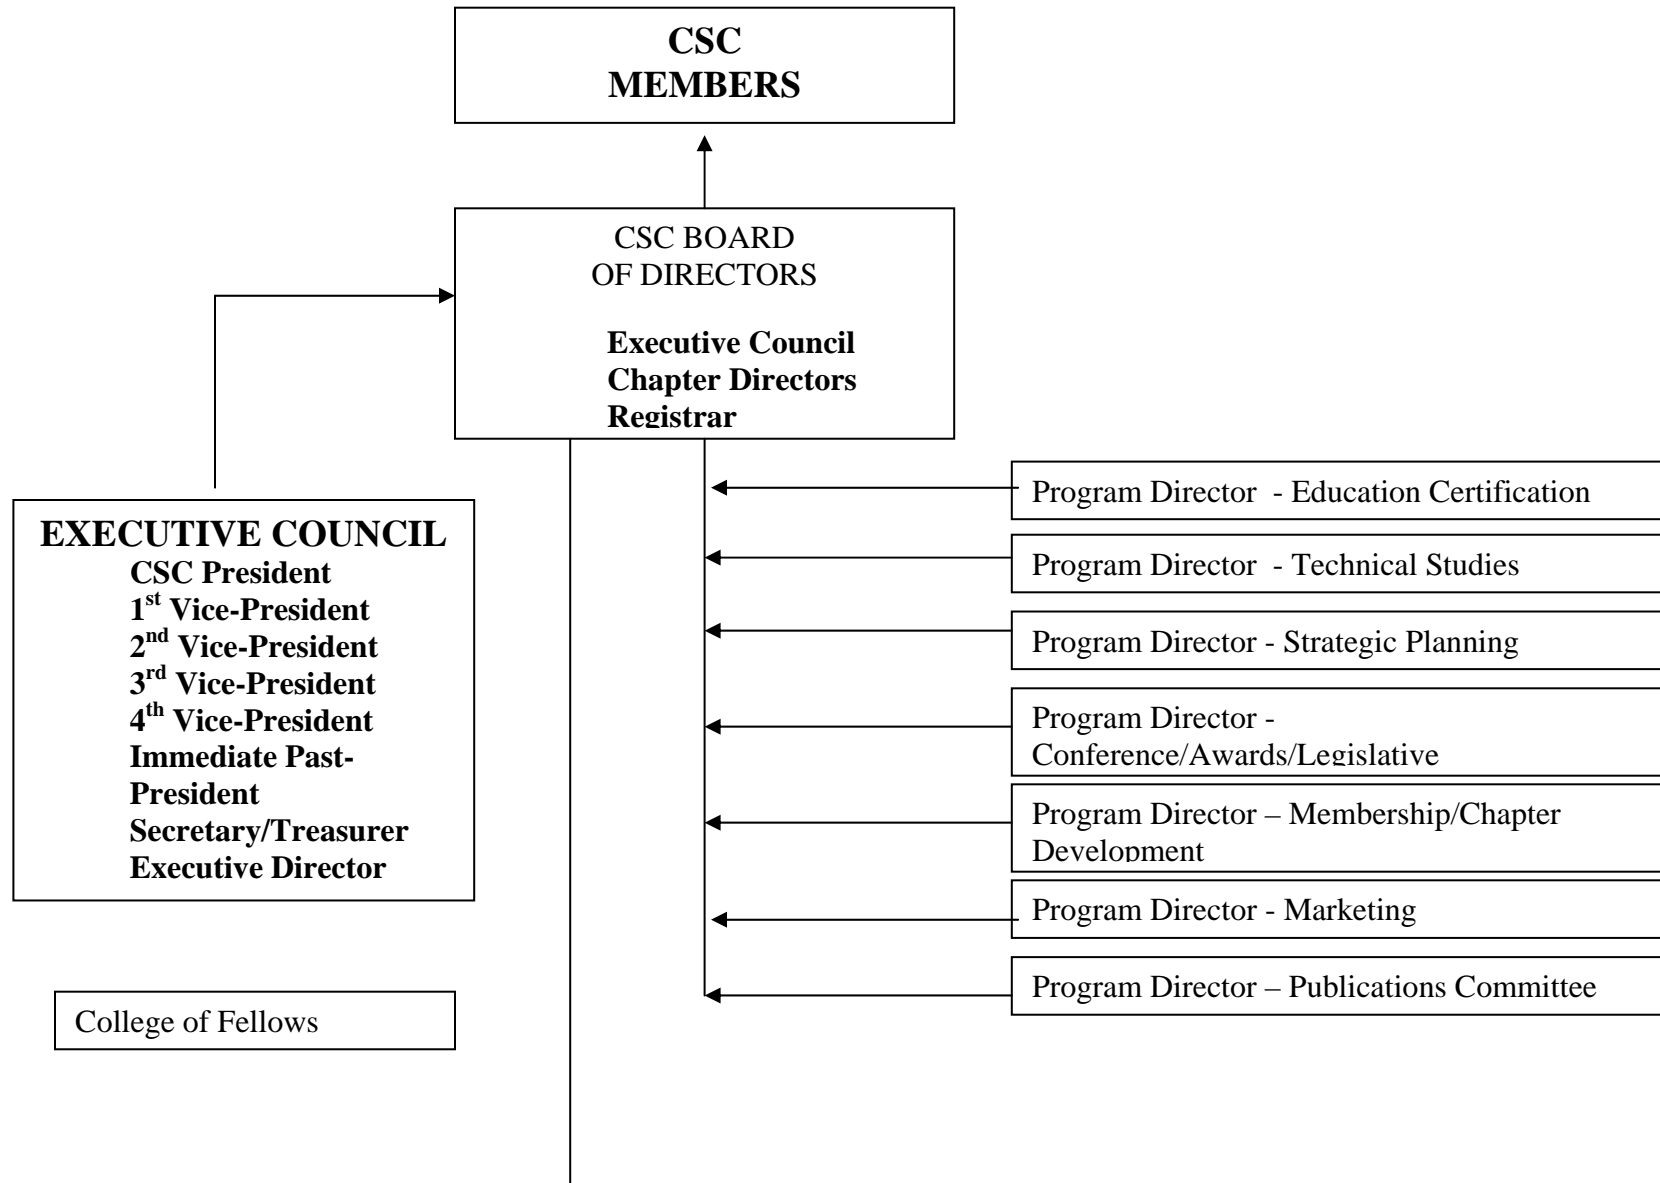 CSC
MEMBERS
CSC BOARD
OF DIRECTORS
Executive Council
Chapter Directors
Registrar
EXECUTIVE COUNCIL
CSC President
1st Vice-President
2nd Vice-President
3rd Vice-President
4th Vice-President
Immediate Past-
President
Secretary/Treasurer
Executive Director
College of Fellows
Program Director  - Education Certification
Program Director  - Technical Studies
Program Director - Strategic Planning
Program Director -
Conference/Awards/Legislative
Program Director – Membership/Chapter
Development
Program Director - Marketing
Program Director – Publications Committee